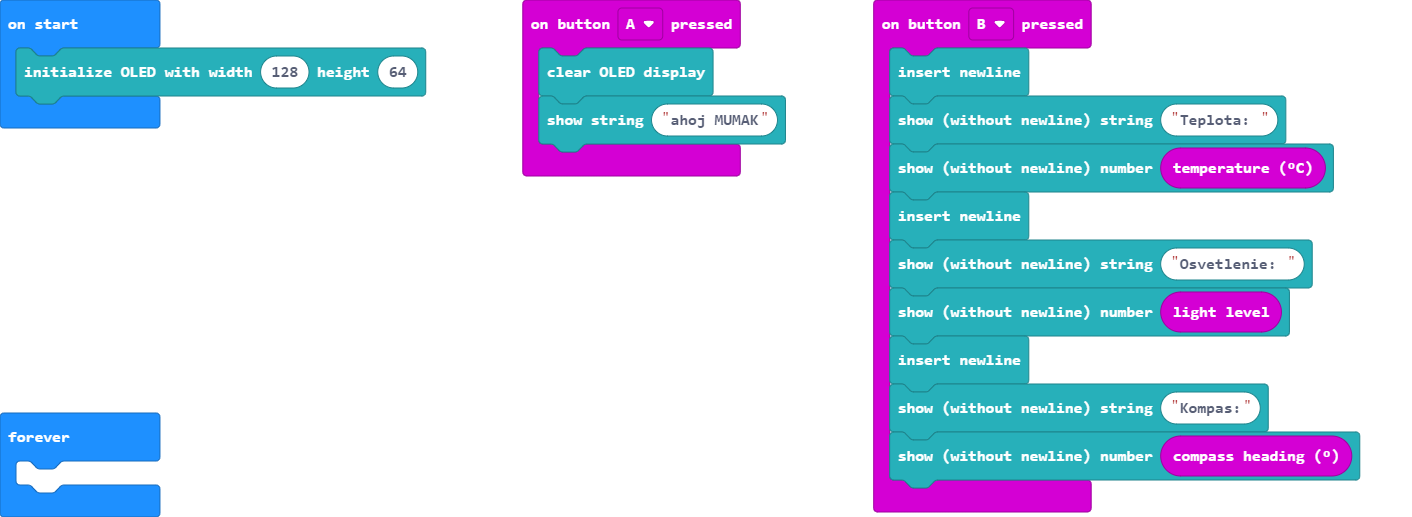 on start
initialize OLED with width 128 height 64
on button A pressed
clear OLED display
show string "ahoj MUMAK"
on button B pressed
insert newline
show (without newline) string "Teplota: "
show (without newline) number temperature (ºC)
insert newline
show (without newline) string "Osvetlenie: "
show (without newline) number light level
insert newline
show (without newline) string "Kompas:"
show (without newline) number compass heading (º)
forever